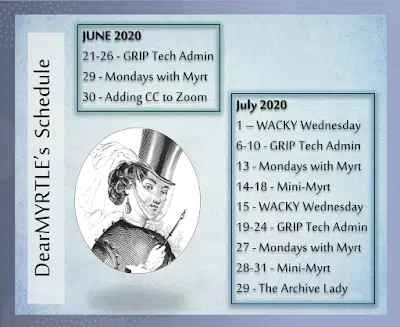 DearMYRTLE's Schedule
JUNE 2020
21-26 - GRIP Tech Admin
29 - Mondays with Myrt
30 - Adding CC to Zoom
July 2020
1 – WACKY Wednesday
6-10 - GRIP Tech Admin
13 - Mondays with Myrt
14-18 - Mini-Myrt
15 - WACKY Wednesday
19-24 - GRIP Tech Admin
27 - Mondays with Myrt
28-31 - Mini-Myrt
29 - The Archive Lady